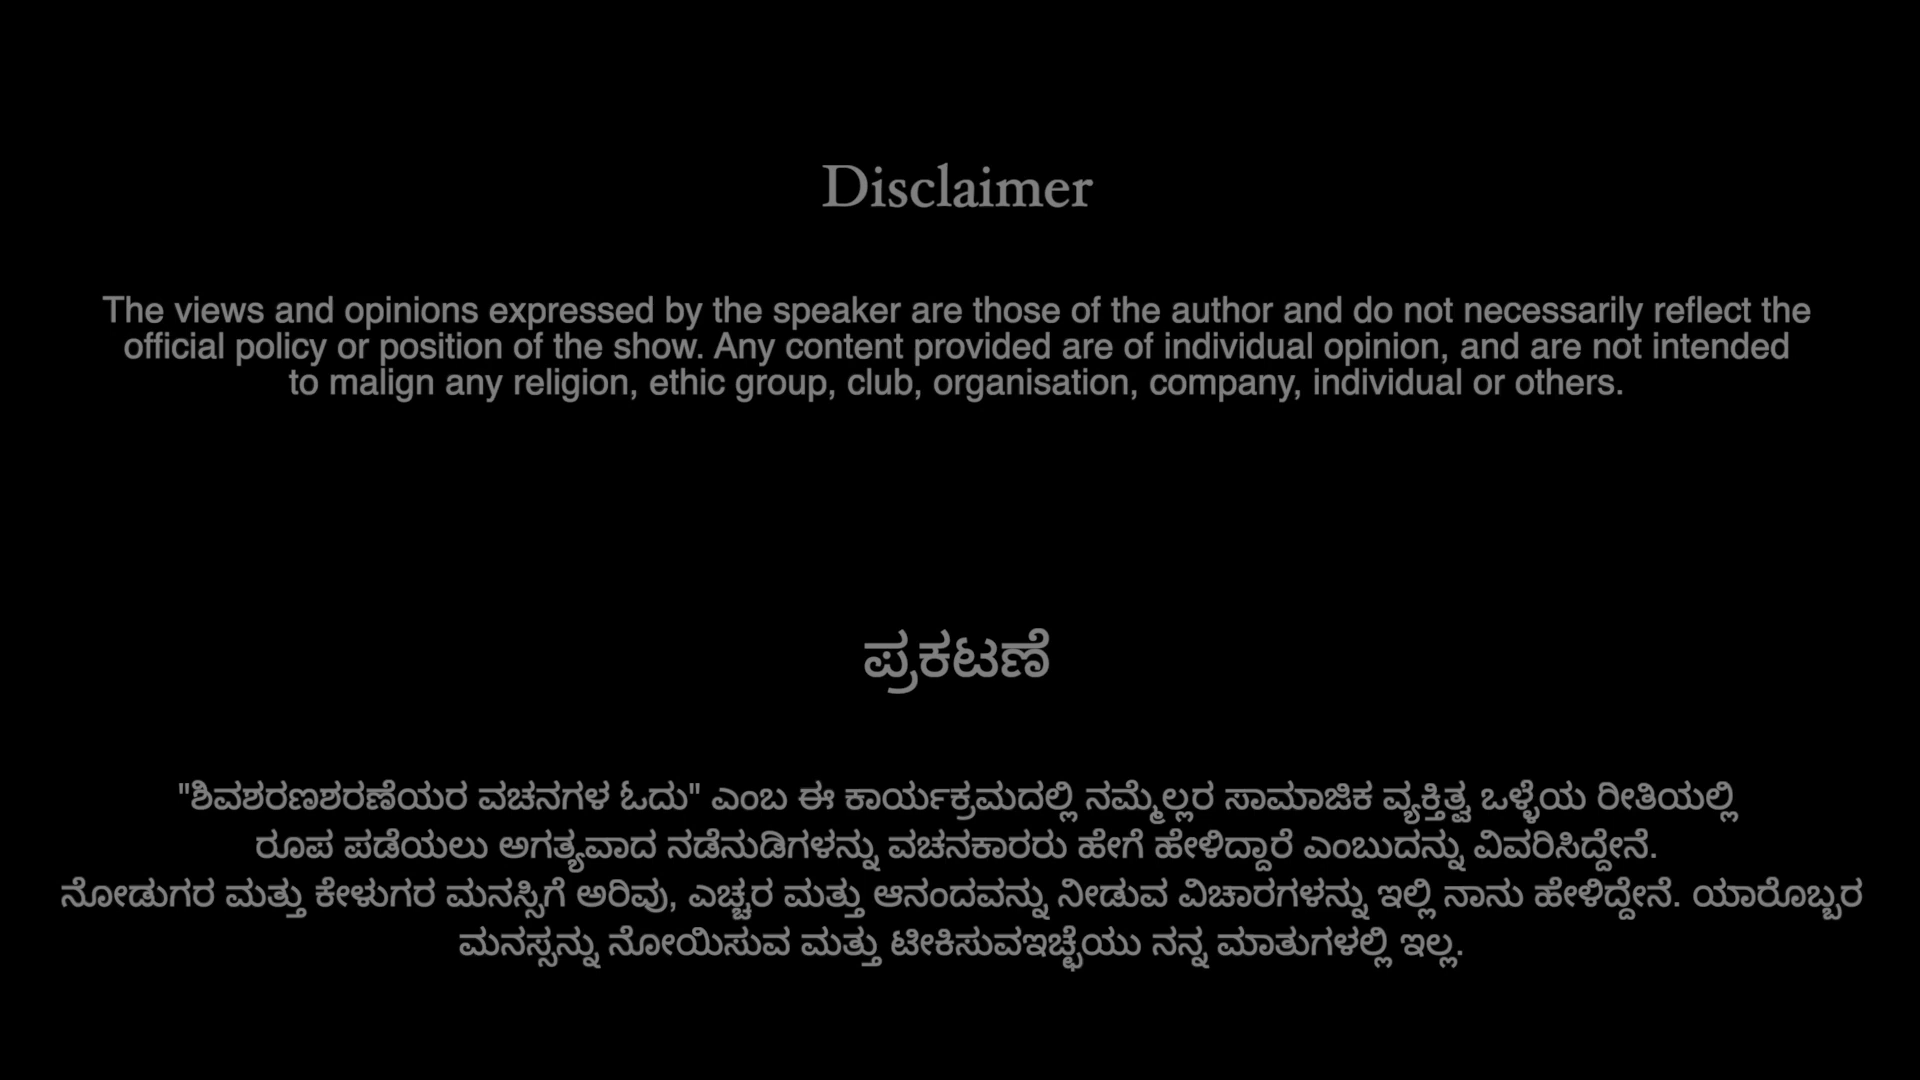 Disclaimer
The views and opinions expressed by the speaker are those of the author and do not necessarily reflect the
official policy or position of the show. Any content provided are of individual opinion, and are not intended
to malign any religion, ethic group, club, organisation, company, individual or others.
ಪ್ರಕಟಣೆ
"ಶಿವಶರಣಶರಣೆಯರ ವಚನಗಳ ಓದು" ಎಂಬ ಈ ಕಾರ್ಯಕ್ರಮದಲ್ಲಿ ನಮ್ಮೆಲ್ಲರ ಸಾಮಾಜಿಕ ವ್ಯಕ್ತಿತ್ವ ಒಳ್ಳೆಯ ರೀತಿಯಲ್ಲಿ
ರೂಪ ಪಡೆಯಲು ಅಗತ್ಯವಾದ ನಡೆನುಡಿಗಳನ್ನು ವಚನಕಾರರು ಹೇಗೆ ಹೇಳಿದ್ದಾರೆ ಎಂಬುದನ್ನು ವಿವರಿಸಿದ್ದೇನೆ.
ನೋಡುಗರ ಮತ್ತು ಕೇಳುಗರ ಮನಸ್ಸಿಗೆ ಅರಿವು, ಎಚ್ಚರ ಮತ್ತು ಆನಂದವನ್ನು ನೀಡುವ ವಿಚಾರಗಳನ್ನು ಇಲ್ಲಿ ನಾನು ಹೇಳಿದ್ದೇನೆ. ಯಾರೊಬ್ಬರ
ಮನಸ್ಸನ್ನು ನೋಯಿಸುವ ಮತ್ತು ಟೀಕಿಸುವಇಚ್ಛೆಯು ನನ್ನ ಮಾತುಗಳಲ್ಲಿ ಇಲ್ಲ.